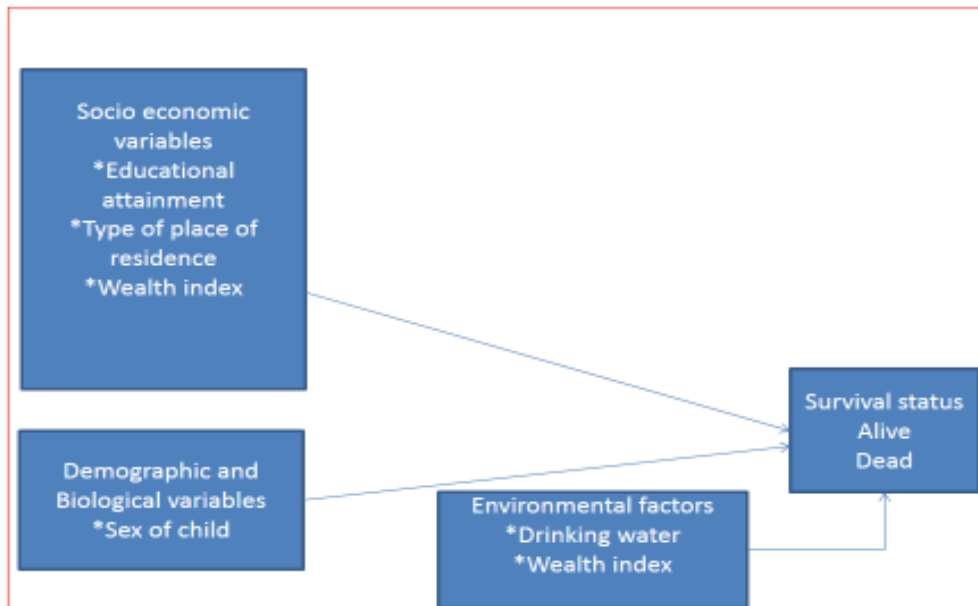 Socio economic
variables
*Educational
attainment
*Type of place of
residence
*Wealth index
Demographic and
Biological variables
*Sex of child
Environmental factors
*Drinking water
*Wealth index
Survival status
Alive
Dead